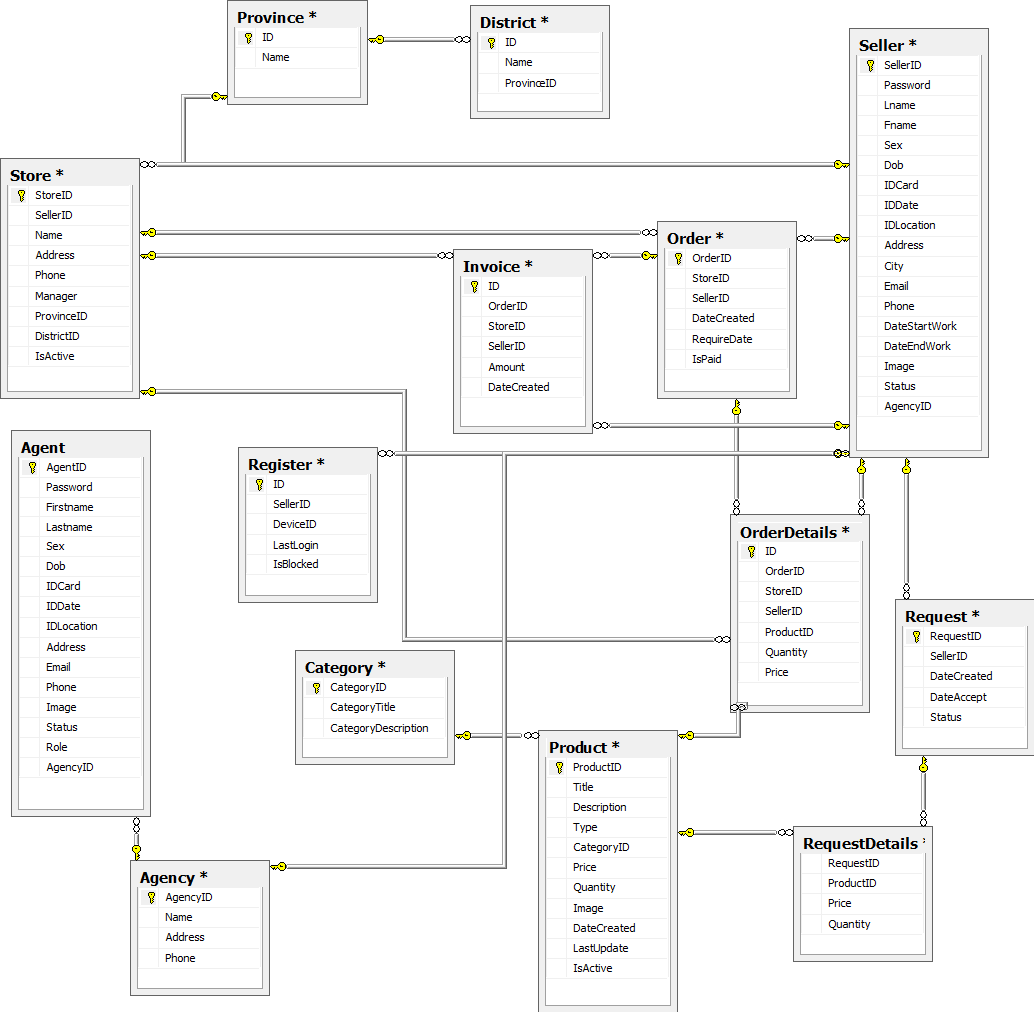 Province *
ID
Name
District *
ID
Name
ProvinceID
Seller *
SellerID
Password
Lname
Fname
Sex
Dob
IDCard
IDDate
IDLocation
Address
City
Email
Phone
DateStartWork
DateEndWork
Image
Status
AgencyID
Store *
StoreID
SellerID
Name
Address
Phone
Manager
ProvinceID
DistrictID
IsActive
Order *
OrderID
StoreID
SellerID
DateCreated
RequireDate
IsPaid
Invoice *
ID
OrderID
StoreID
SellerID
Amount
DateCreated
Agent
AgentID
Password
Firstname
Lastname
Sex
Dob
IDCard
IDDate
IDLocation
Address
Email
Phone
Image
Status
Role
AgencyID
Register *
ID
SellerID
DeviceID
LastLogin
IsBlocked
OrderDetails *
ID
OrderID
StoreID
SellerID
ProductID
Quantity
Price
Request *
RequestID
SellerID
DateCreated
DateAccept
Status
Category *
CategoryID
CategoryTitle
CategoryDescription
Product *
ProductID
Title
Description
Type
CategoryID
Price
Quantity
Image
DateCreated
LastUpdate
IsActive
RequestDetails *
RequestID
ProductID
Price
Quantity
Agency *
AgencyID
Name
Address
Phone